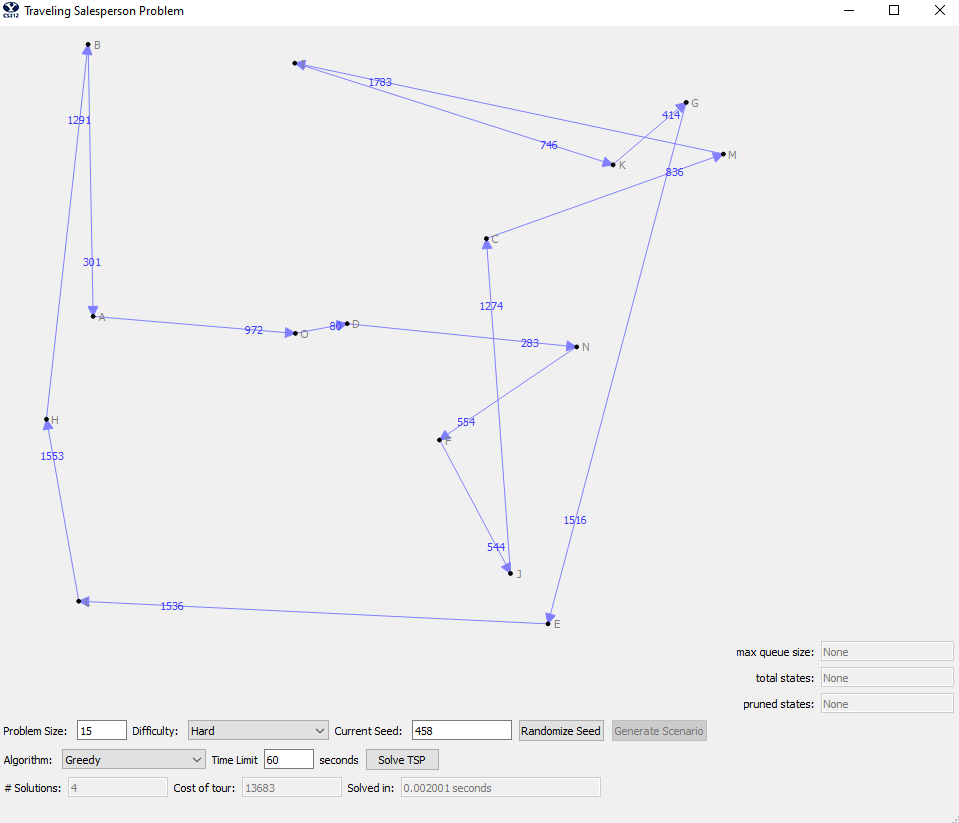 CS312 Traveling Salesperson Problem
B
1783
G
414
1291
746
M
K
836
C
301
1274
A
972
O
80
D
283
N
H
554
F
1553
544
J
1516
1536
E
max queue size: None
total states: None
pruned states: None
Problem Size: 15 Difficulty: Hard Current Seed: 458 Randomize Seed Generate Scenario
Algorithm: Greedy Time Limit 60 seconds Solve TSP
# Solutions: 4 Cost of tour: 13683 Solved in: 0.002001 seconds